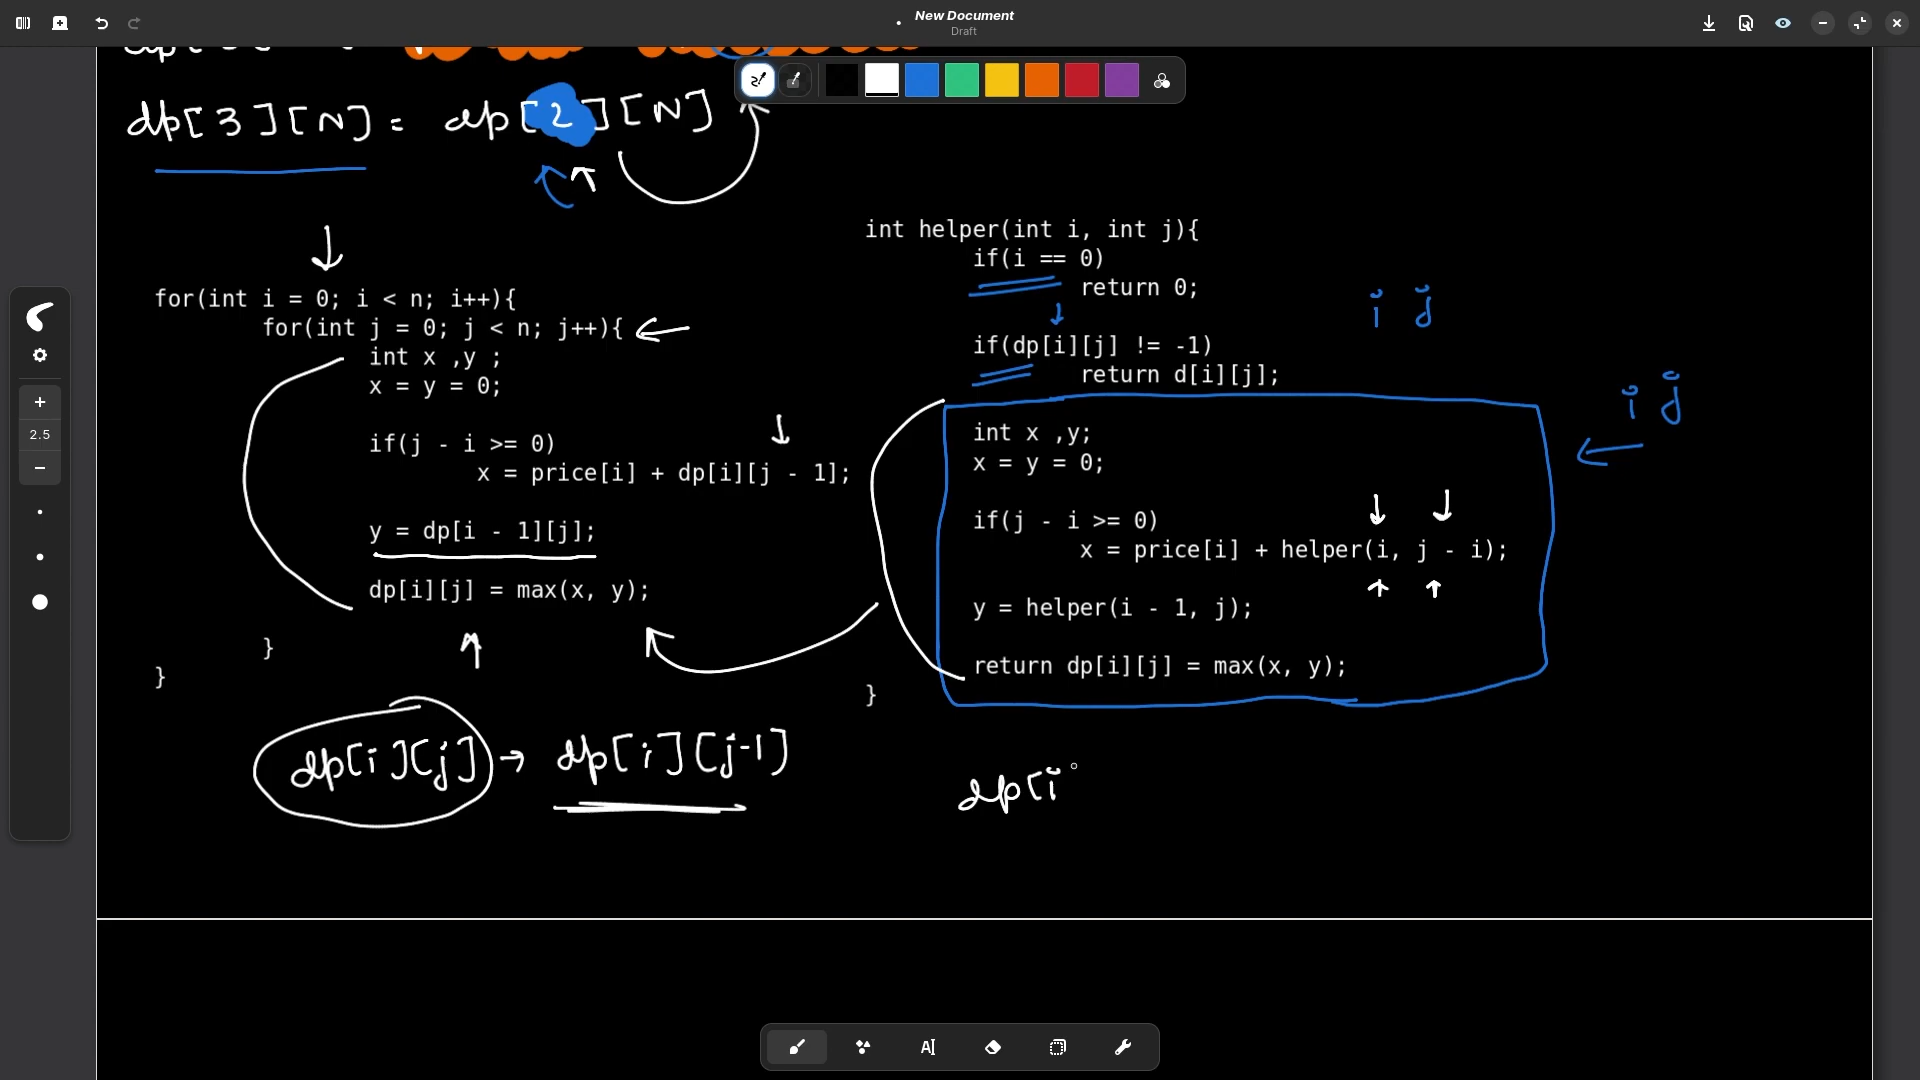 New Document
Draft
dp[3][N] = dp[2][N]
for(int i = 0; i < n; i++){
for(int j = 0; j < n; j++){
int x ,y ;
x = y = 0;
if(j - i >= 0)
x = price[i] + dp[i][j - 1];
y = dp[i - 1][j];
dp[i][j] = max(x, y);
}
}
int helper(int i, int j){
if(i == 0)
return 0;
if(dp[i][j] != -1)
return d[i][j];
int x ,y;
x = y = 0;
if(j - i >= 0)
x = price[i] + helper(i, j - i);
y = helper(i - 1, j);
return dp[i][j] = max(x, y);
}
i j
i j
dp[i][j] → dp[i][j-1]
dp[i
+
2.5
−